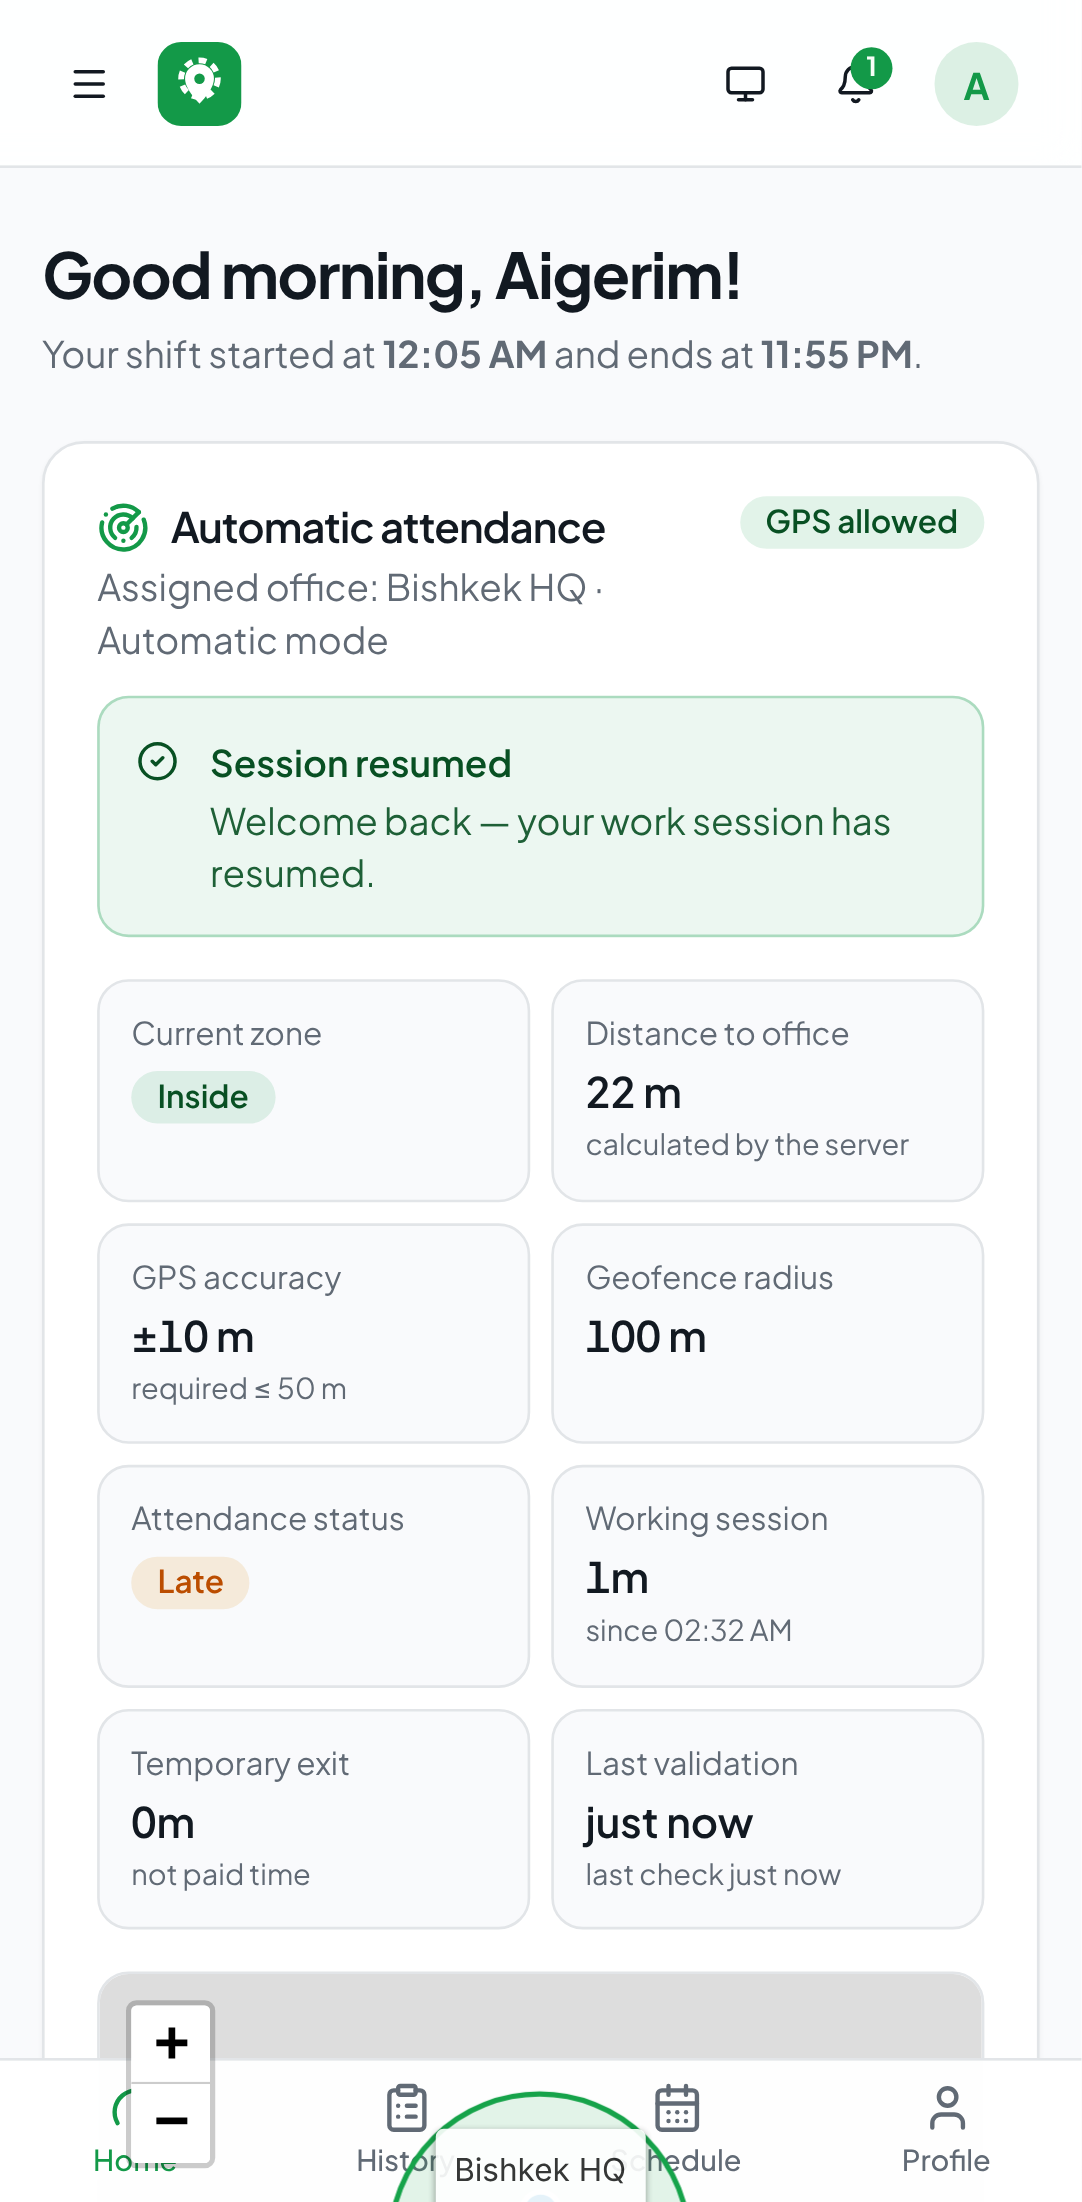 1
A
Good morning, Aigerim!
Your shift started at 12:05 AM and ends at 11:55 PM.
Automatic attendance
GPS allowed
Assigned office: Bishkek HQ ·
Automatic mode
Session resumed
Welcome back — your work session has
resumed.
Current zone
Inside
Distance to office
22 m
calculated by the server
GPS accuracy
±10 m
required ≤ 50 m
Geofence radius
100 m
Attendance status
Late
Working session
1m
since 02:32 AM
Temporary exit
0m
not paid time
Last validation
just now
last check just now
+
−
Home
History
Schedule
Profile
Bishkek HQ